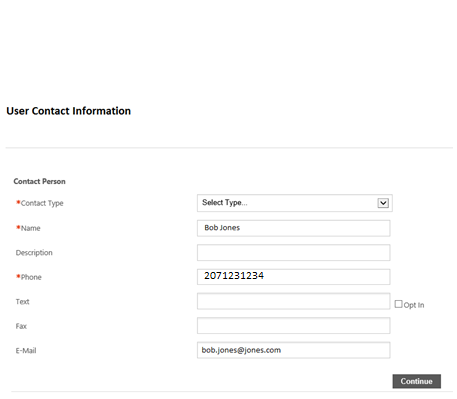 User Contact Information
Contact Person
*Contact Type Select Type...
*Name Bob Jones
Description
*Phone 2071231234
Text Opt In
Fax
E-Mail bob.jones@jones.com
Continue